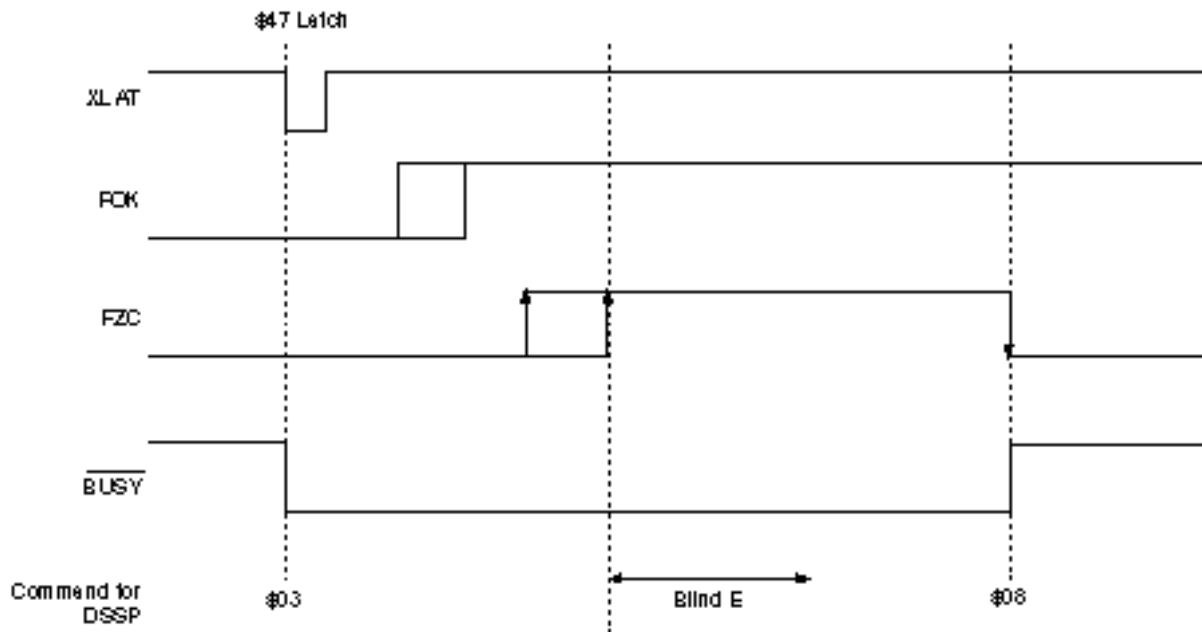 $47 Latch
XLAT
FOK
FZC
BUSY
Command for
DSSP
$03
Blind E
$08